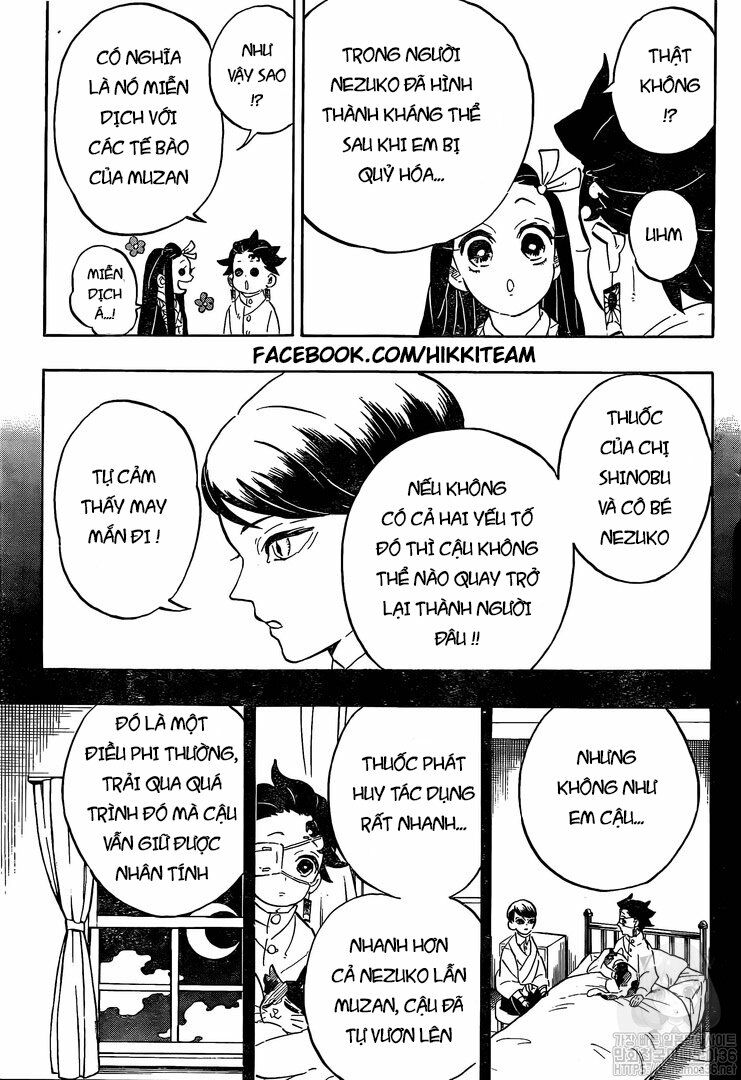 THẬT
KHÔNG
!?
TRONG NGƯỜI
NEZUKO ĐÃ HÌNH
THÀNH KHÁNG THỂ
SAU KHI EM BỊ
QUỶ HÓA...
UHM
NHƯ
VẬY SAO
!?
CÓ NGHĨA
LÀ NÓ MIỄN
DỊCH VỚI
CÁC TẾ BÀO
CỦA MUZAN
MIỄN
DỊCH
Á...!
FACEBOOK.COM/HIKKITEAM
THUỐC
CỦA CHỊ
SHINOBU
VÀ CÔ BÉ
NEZUKO
NẾU KHÔNG
CÓ CẢ HAI YẾU TỐ
ĐÓ THÌ CẬU KHÔNG
THỂ NÀO QUAY TRỞ
LẠI THÀNH NGƯỜI
ĐÂU !!
TỰ CẢM
THẤY MAY
MẮN ĐI !
NHƯNG
KHÔNG NHƯ
EM CẬU...
THUỐC PHÁT
HUY TÁC DỤNG
RẤT NHANH...
NHANH HƠN
CẢ NEZUKO LẪN
MUZAN, CẬU ĐÃ
TỰ VƯƠN LÊN
ĐÓ LÀ MỘT
ĐIỀU PHI THƯỜNG,
TRẢI QUA QUÁ
TRÌNH ĐÓ MÀ CẬU
VẪN GIỮ ĐƯỢC
NHÂN TÍNH